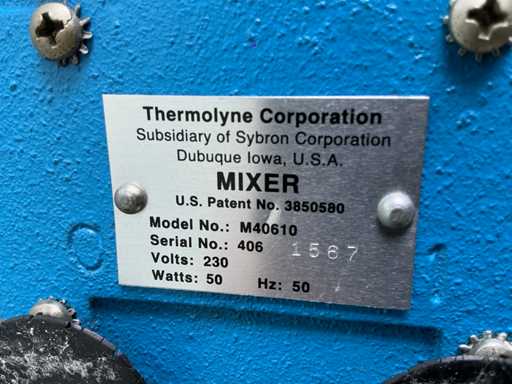 Thermolyne Corporation
Subsidiary of Sybron Corporation
Dubuque Iowa, U.S.A.
MIXER
U.S. Patent No. 3850580
Model No.: M40610
Serial No.: 406 1567
Volts: 230
Watts: 50 Hz: 50